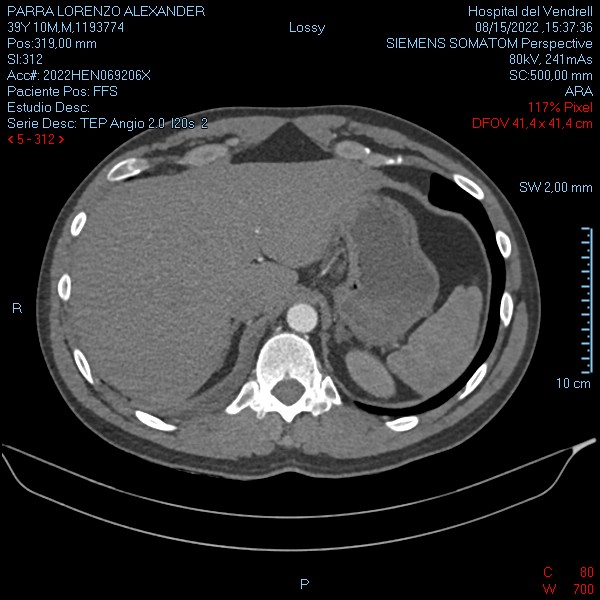 PARRA LORENZO ALEXANDER
39Y 10M,M,1193774
Pos:319,00 mm
SI:312
Acc#: 2022HEN069206X
Paciente Pos: FFS
Estudio Desc:
Serie Desc: TEP Angio 2.0 I20s 2
< 5 - 312 >
Lossy
Hospital del Vendrell
08/15/2022 ,15:37:36
SIEMENS SOMATOM Perspective
80kV, 241mAs
SC:500,00 mm
ARA
117% Pixel
DFOV 41,4 x 41,4 cm
SW 2,00 mm
R
10 cm
P
C 80
W 700